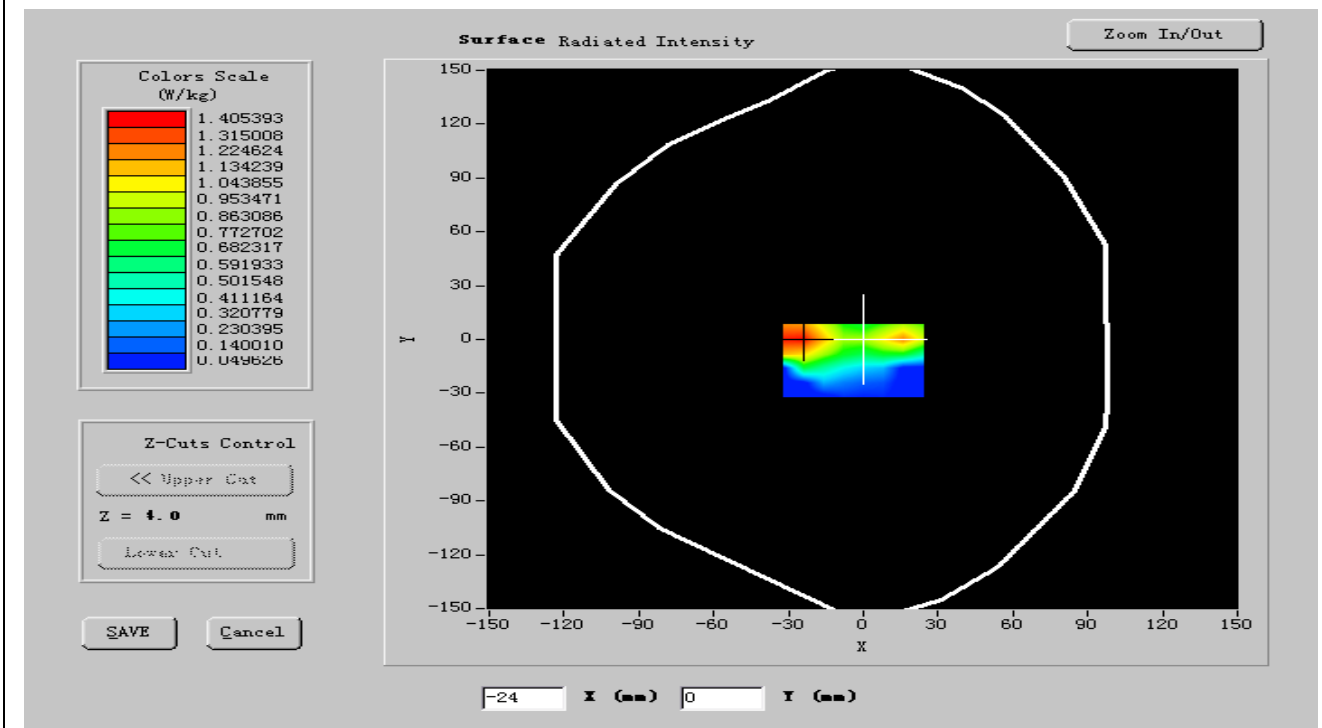 Surface Radiated Intensity
Zoom In/Out
Colors Scale
(W/kg)
1.405393
1.315008
1.224624
1.134239
1.043855
0.953471
0.863086
0.772702
0.682317
0.591933
0.501548
0.411164
0.320779
0.230395
0.140010
0.049626
150
120
90
60
30
0
-30
-60
-90
-120
-150
Y
-150 -120 -90 -60 -30 0 30 60 90 120 150
X
Z-Cuts Control
<< Upper Cut
Z = 4.0 mm
Lower Cut
SAVE Cancel
-24 X (mm) 0 Y (mm)